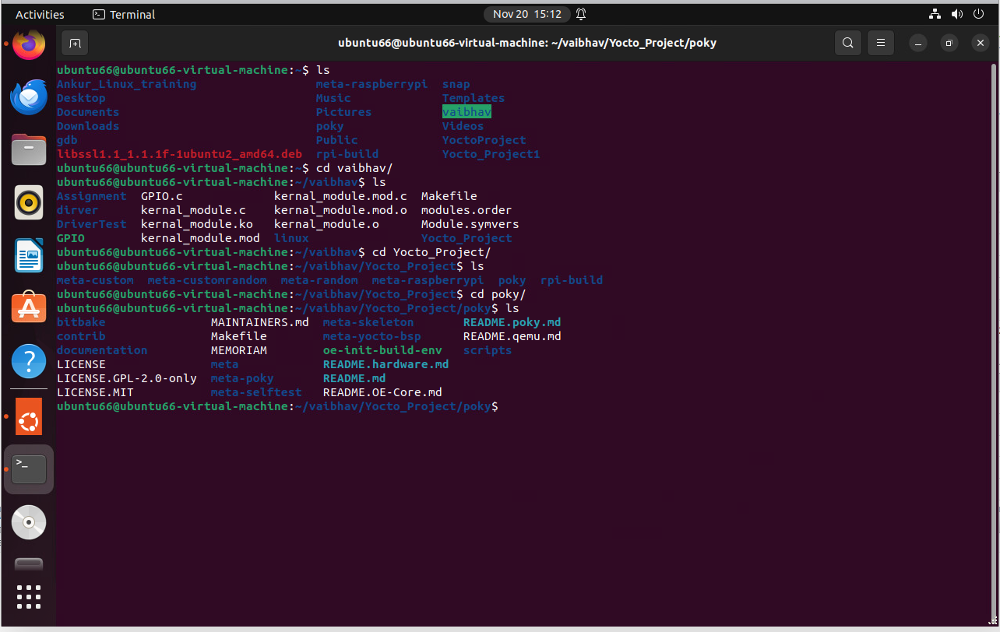 Activities Terminal Nov 20 15:12
ubuntu66@ubuntu66-virtual-machine: ~/vaibhav/Yocto_Project/poky
ubuntu66@ubuntu66-virtual-machine:~$ ls
Ankur_Linux_training meta-raspberrypi snap
Desktop Music Templates
Documents Pictures vaibhav
Downloads poky Videos
gdb Public YoctoProject
libssl1.1_1.1.1f-1ubuntu2_amd64.deb rpi-build Yocto_Project1
ubuntu66@ubuntu66-virtual-machine:~$ cd vaibhav/
ubuntu66@ubuntu66-virtual-machine:~/vaibhav$ ls
Assignment GPIO.c kernal_module.mod.c Makefile
dirver kernal_module.c kernal_module.mod.o modules.order
DriverTest kernal_module.ko kernal_module.o Module.symvers
GPIO kernal_module.mod linux Yocto_Project
ubuntu66@ubuntu66-virtual-machine:~/vaibhav$ cd Yocto_Project/
ubuntu66@ubuntu66-virtual-machine:~/vaibhav/Yocto_Project$ ls
meta-custom meta-customrandom meta-random meta-raspberrypi poky rpi-build
ubuntu66@ubuntu66-virtual-machine:~/vaibhav/Yocto_Project$ cd poky/
ubuntu66@ubuntu66-virtual-machine:~/vaibhav/Yocto_Project/poky$ ls
bitbake MAINTAINERS.md meta-skeleton README.poky.md
contrib Makefile meta-yocto-bsp README.qemu.md
documentation MEMORIAM oe-init-build-env scripts
LICENSE meta README.hardware.md
LICENSE.GPL-2.0-only meta-poky README.md
LICENSE.MIT meta-selftest README.OE-Core.md
ubuntu66@ubuntu66-virtual-machine:~/vaibhav/Yocto_Project/poky$